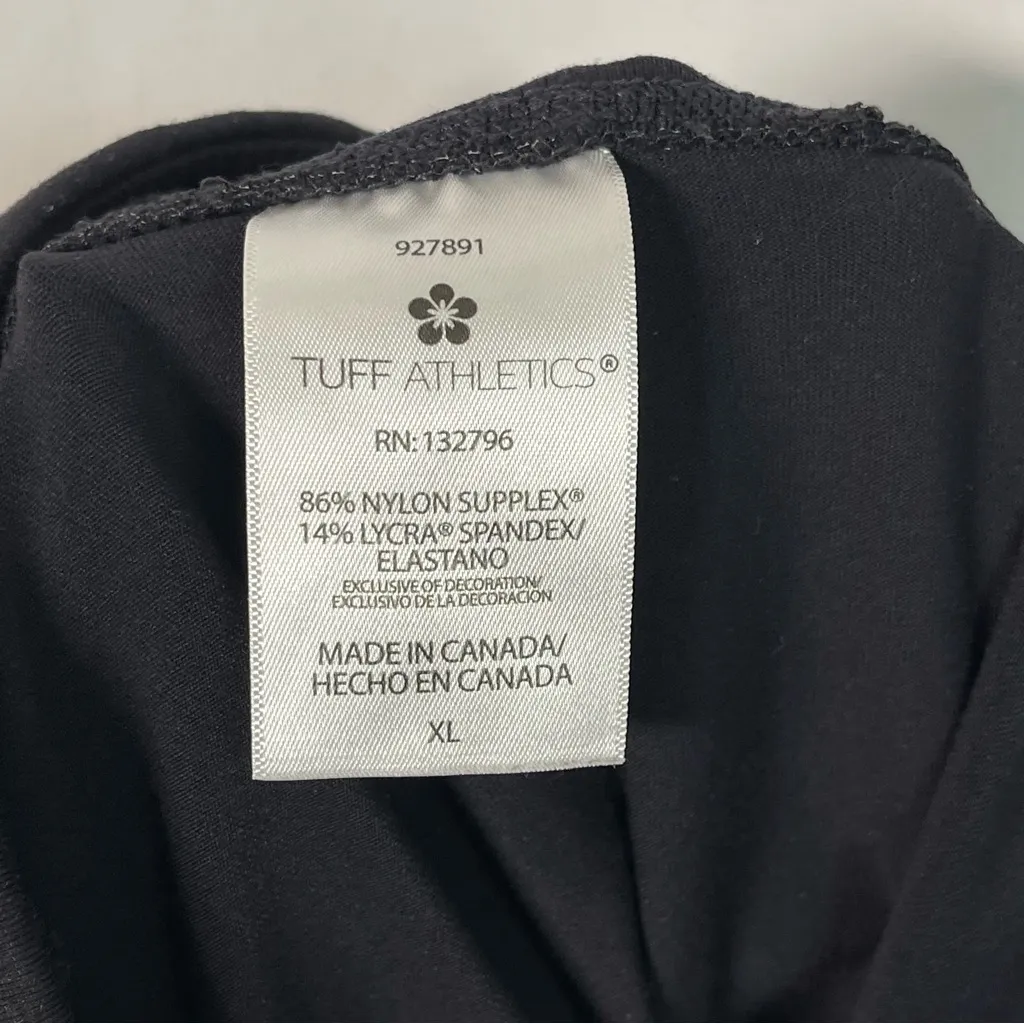 927891
TUFF ATHLETICS®
RN: 132796
86% NYLON SUPPLEX®
14% LYCRA® SPANDEX/
ELASTANO
EXCLUSIVE OF DECORATION/
EXCLUSIVO DE LA DECORACION
MADE IN CANADA/
HECHO EN CANADA
XL